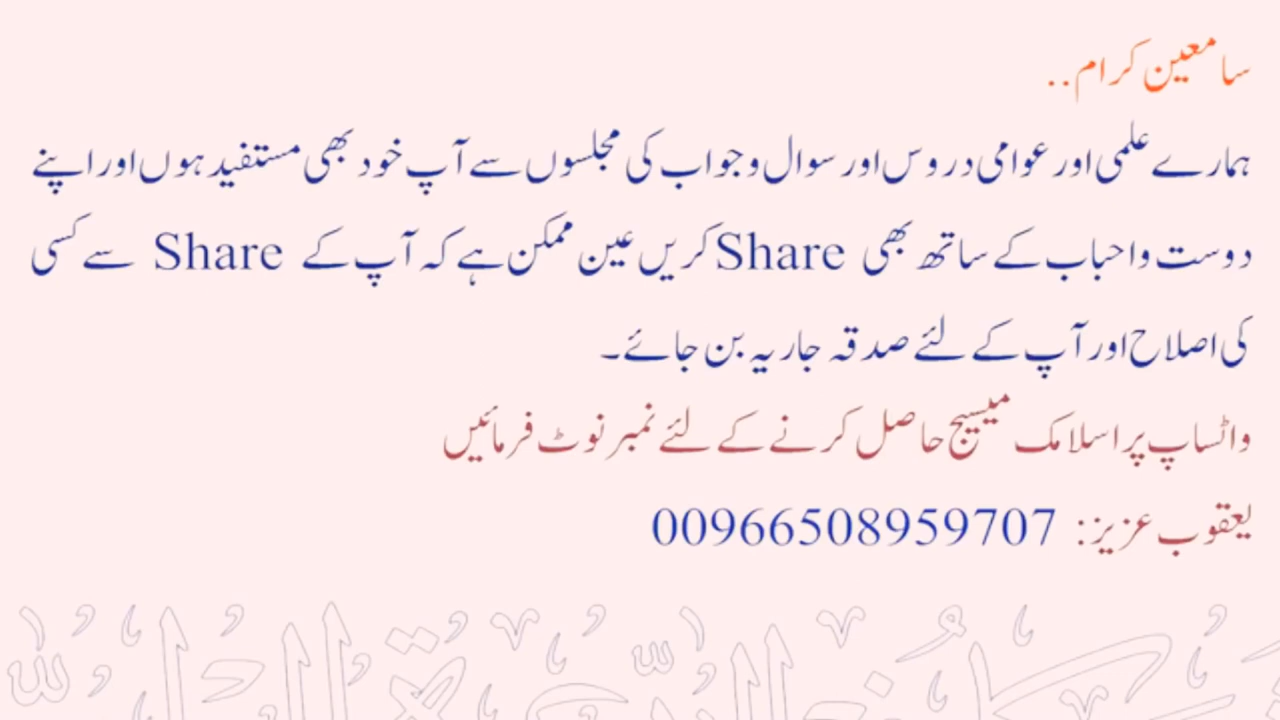 سامعین کرام..
ہمارے علمی اور عوامی دروس اور سوال وجواب کی مجلسوں سے آپ خود بھی مستفید ہوں اور اپنے
دوست واحباب کے ساتھ بھی Share کریں عین ممکن ہے کہ آپ کے Share سے کسی
کی اصلاح اور آپ کے لئے صدقہ جاریہ بن جائے۔
واٹساپ پر اسلامک میسیج حاصل کرنے کے لئے نمبر نوٹ فرمائیں
یعقوب عزیز: 00966508959707